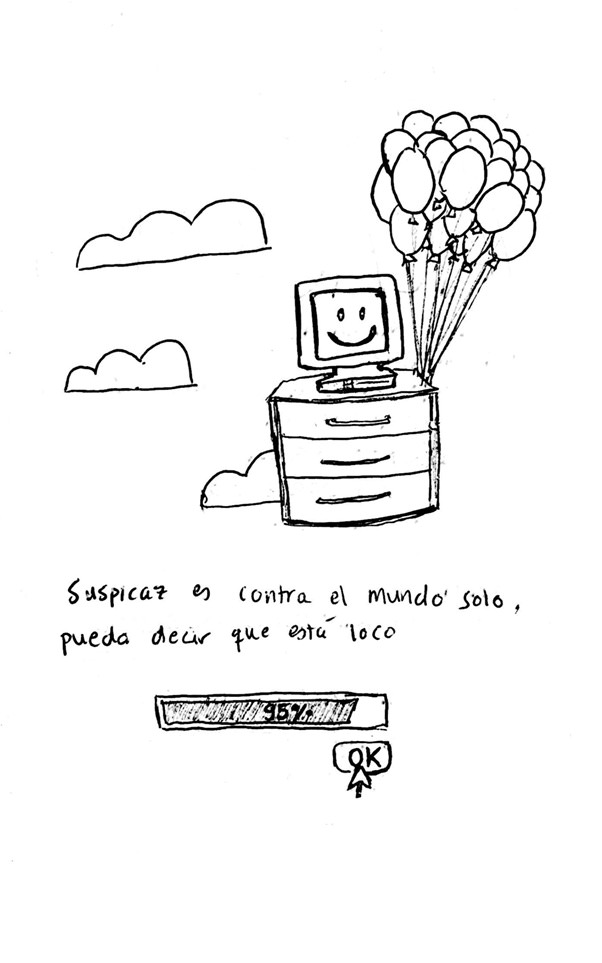 Suspicaz es contra el mundo solo,
pueda decir que está loco
95%
OK